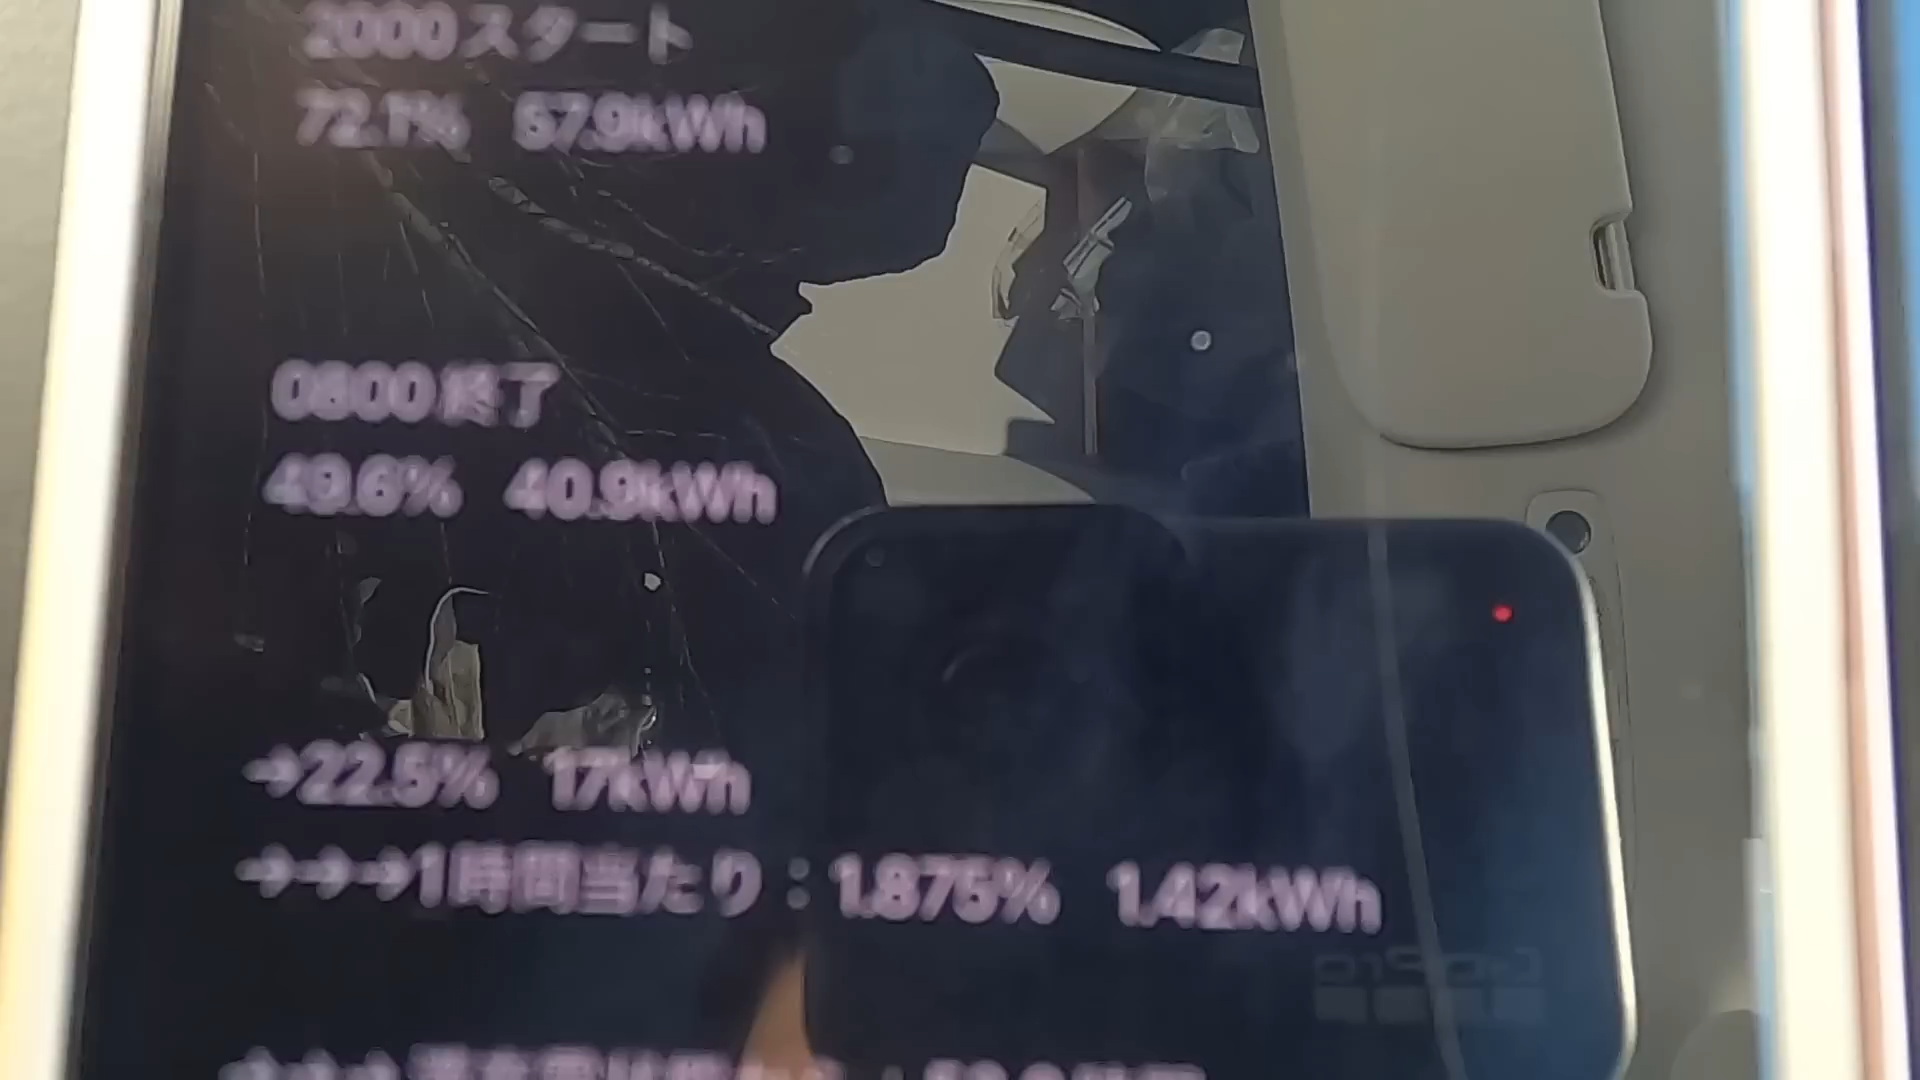 2000スタート
72.1% 57.9kWh
0800終了
49.6% 40.9kWh
→22.5% 17kWh
→→→1時間当たり：1.875% 1.42kWh
GoPro